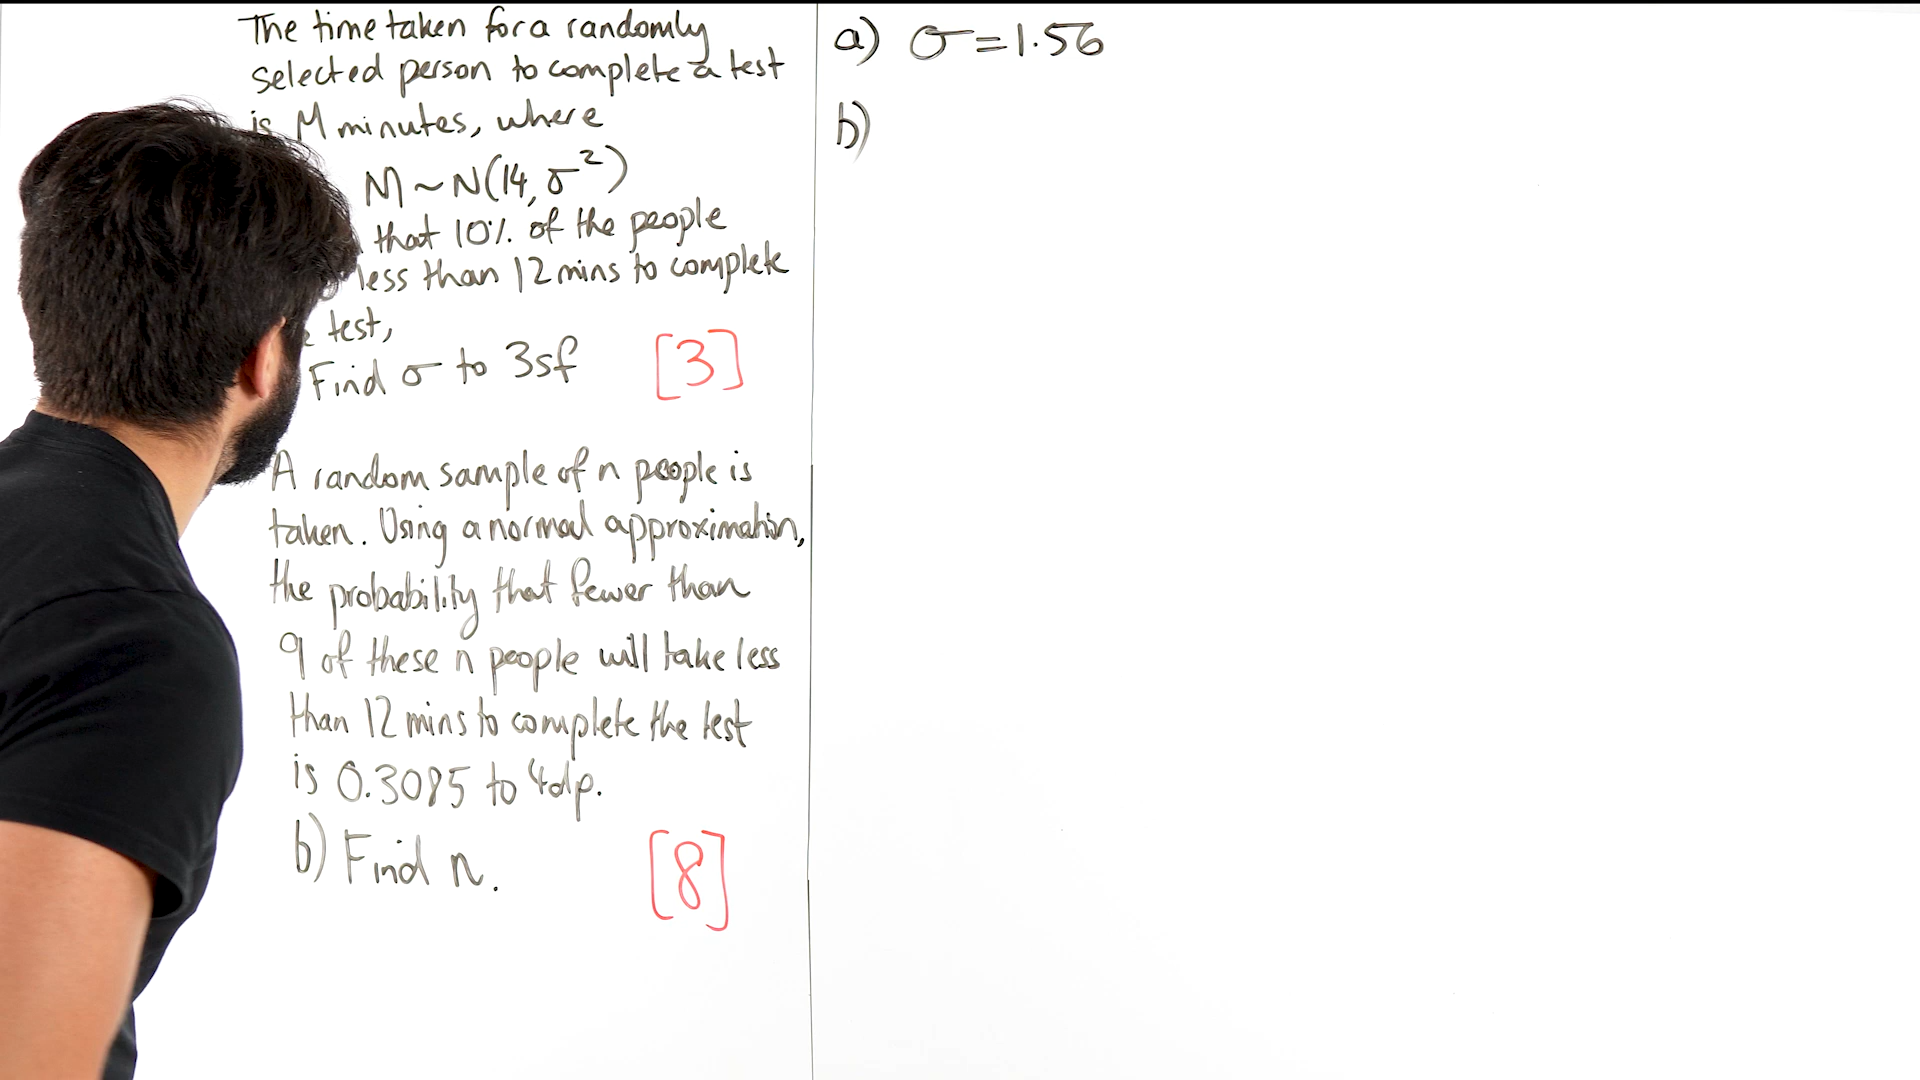 The time taken for a randomly
selected person to complete a test
is M minutes, where
M ~ N(14, σ²)
that 10% of the people
less than 12 mins to complete
test,
Find σ to 3sf [3]
A random sample of n people is
taken. Using a normal approximation,
the probability that fewer than
9 of these n people will take less
than 12 mins to complete the test
is 0.3085 to 4dp.
b) Find n. [8]
a) σ = 1.56
b)